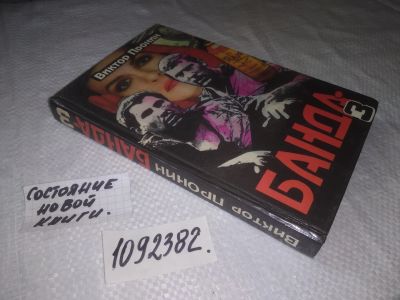 Виктор Пронин
БАНДА-
3
Виктор Пронин
БАНДА-
3
СОСТОЯНИЕ
НОВОЙ
КНИГИ.
1092382.